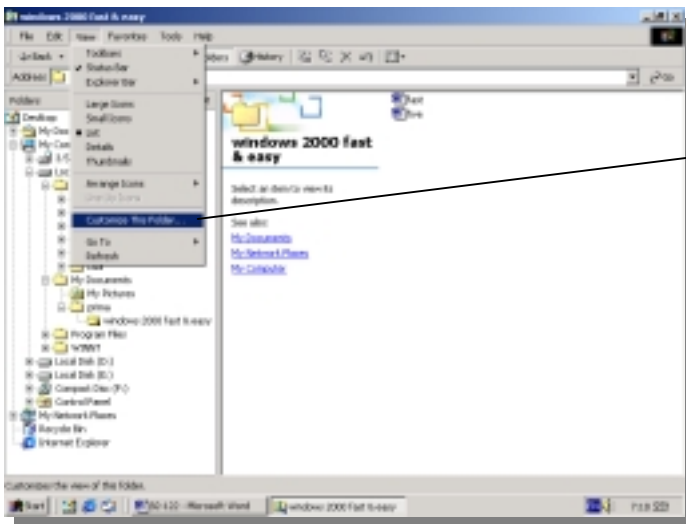 windows 2000 fast & easy
File Edit View Favorites Tools Help
Back
History
Address
Go
Toolbars
Status Bar
Explorer Bar
Large Icons
Small Icons
List
Details
Thumbnails
Arrange Icons
Line Up Icons
Customize This Folder...
Go To
Refresh
Folders
Desktop
My Documents
My Pictures
prima
windows 2000 fast & easy
Program Files
WINNT
Local Disk (D:)
Local Disk (E:)
Compact Disc (F:)
Control Panel
My Network Places
Recycle Bin
Internet Explorer
windows 2000 fast
& easy
Select an item to view its
description.
See also:
My Documents
My Network Places
My Computer
Customizes the view of this folder.
Start
Microsoft Word
windows 2000 fast & easy